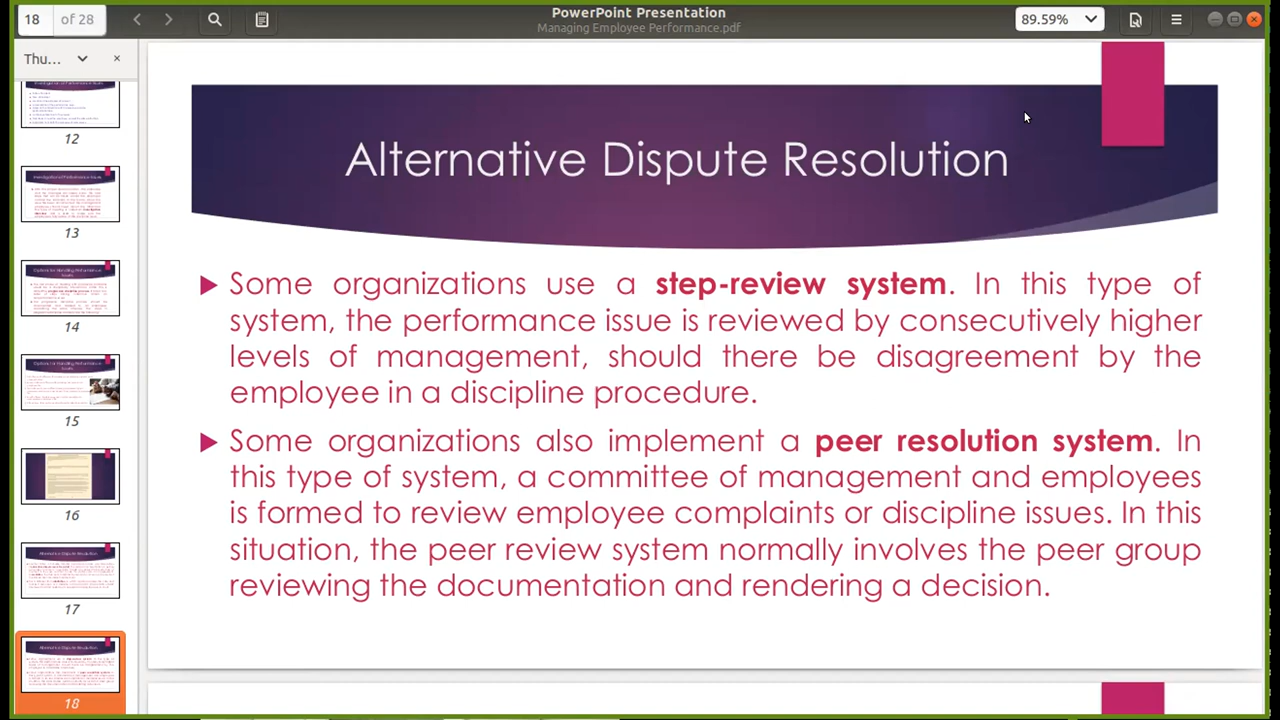 18 of 28
PowerPoint Presentation
Managing Employee Performance.pdf
89.59%
Thu...
12
13
14
15
16
17
18
Alternative Dispute Resolution
Some organizations use a step-review system. In this type of
system, the performance issue is reviewed by consecutively higher
levels of management, should there be disagreement by the
employee in a discipline procedure.
Some organizations also implement a peer resolution system. In
this type of system, a committee of management and employees
is formed to review employee complaints or discipline issues. In this
situation, the peer review system normally involves the peer group
reviewing the documentation and rendering a decision.